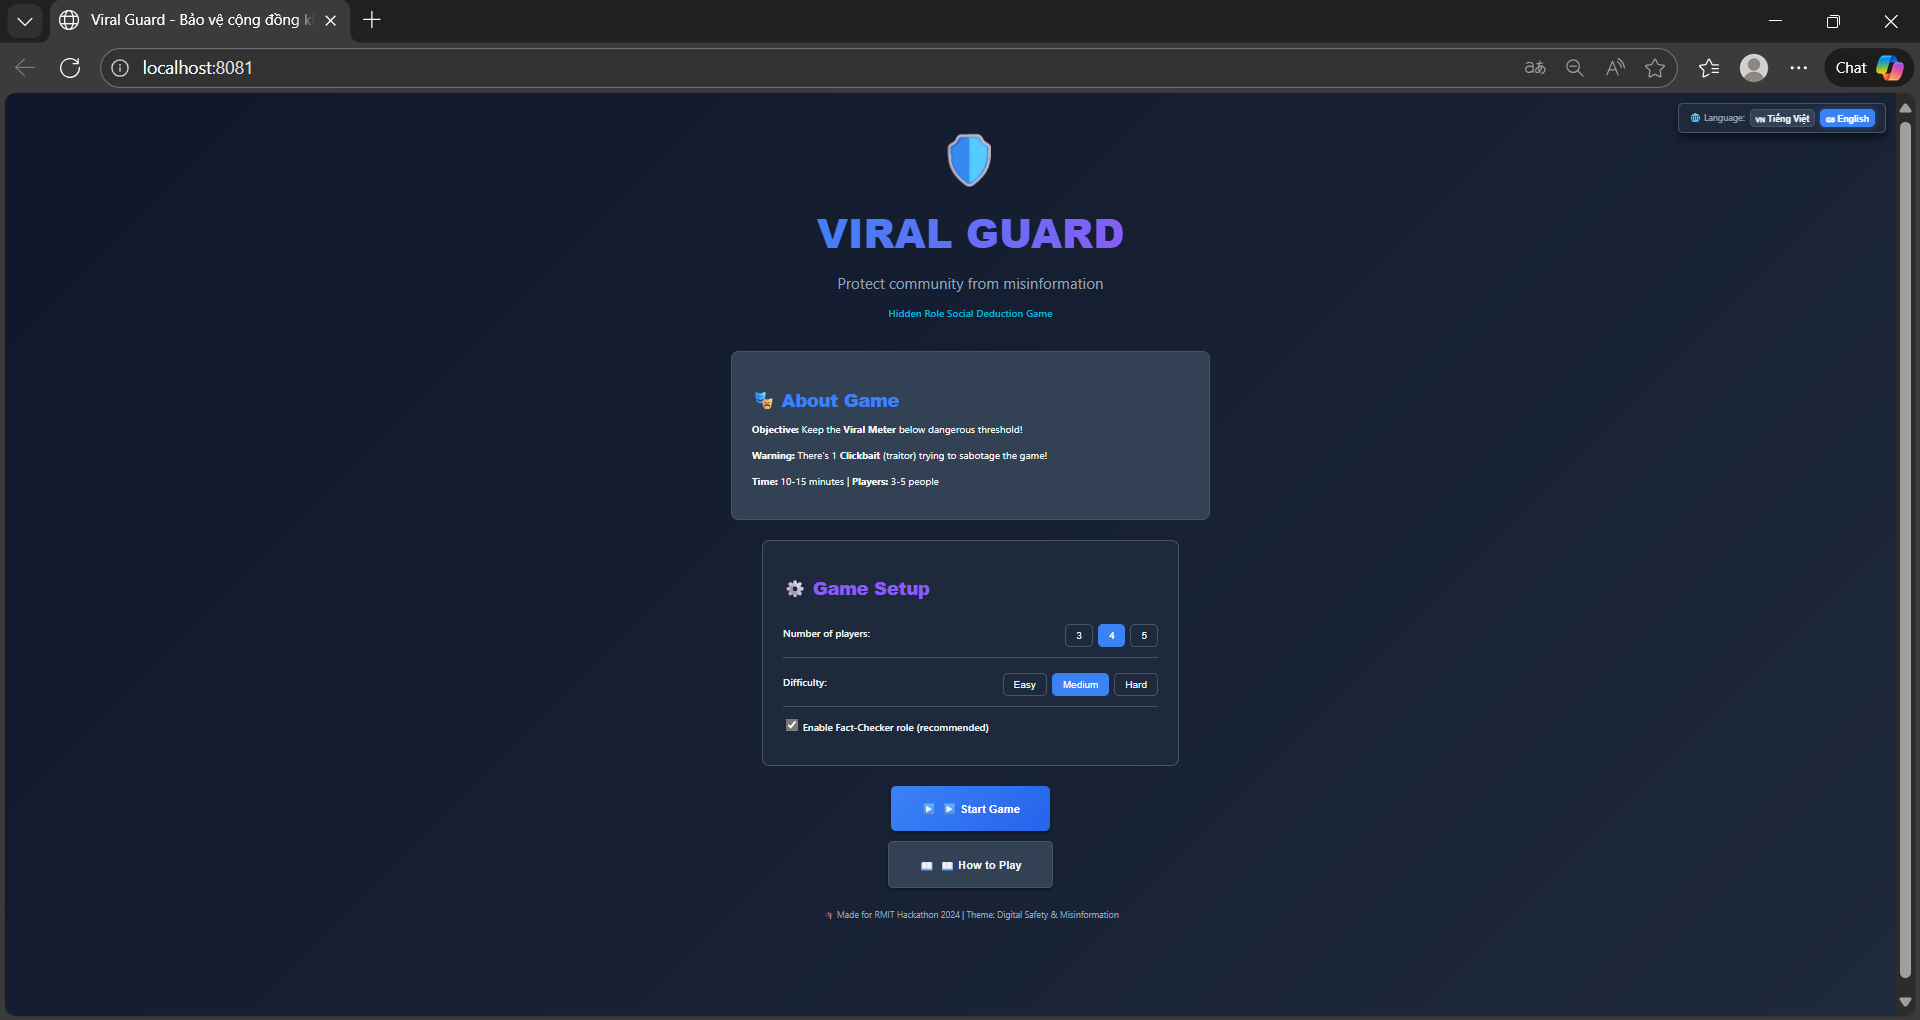 Viral Guard - Bảo vệ cộng đồng k
localhost:8081
Chat
Language: VN Tiếng Việt GB English
VIRAL GUARD
Protect community from misinformation
Hidden Role Social Deduction Game
About Game
Objective: Keep the Viral Meter below dangerous threshold!
Warning: There's 1 Clickbait (traitor) trying to sabotage the game!
Time: 10-15 minutes | Players: 3-5 people
Game Setup
Number of players: 3 4 5
Difficulty: Easy Medium Hard
Enable Fact-Checker role (recommended)
Start Game
How to Play
Made for RMIT Hackathon 2024 | Theme: Digital Safety & Misinformation